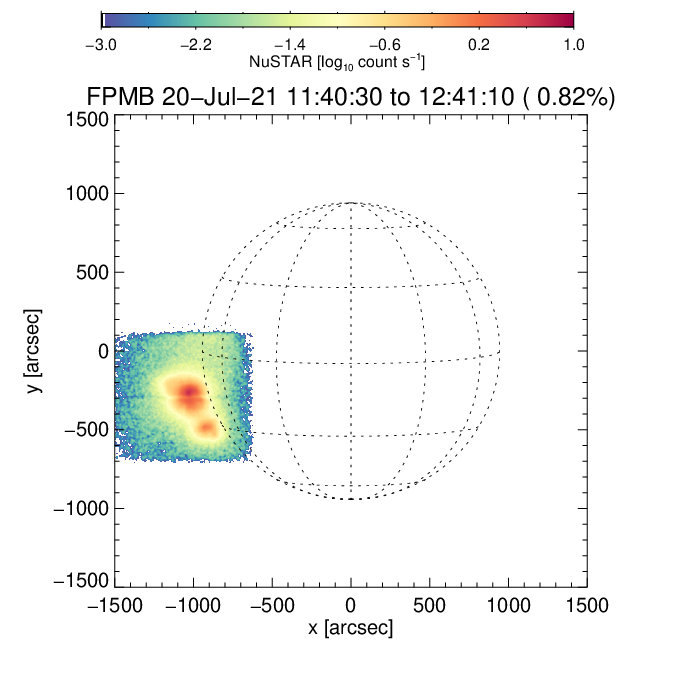 −3.0 −2.2 −1.4 −0.6 0.2 1.0
NuSTAR [log10 count s−1]
FPMB 20−Jul−21 11:40:30 to 12:41:10 ( 0.82%)
1500
1000
500
0
−500
−1000
−1500
y [arcsec]
−1500 −1000 −500 0 500 1000 1500
x [arcsec]